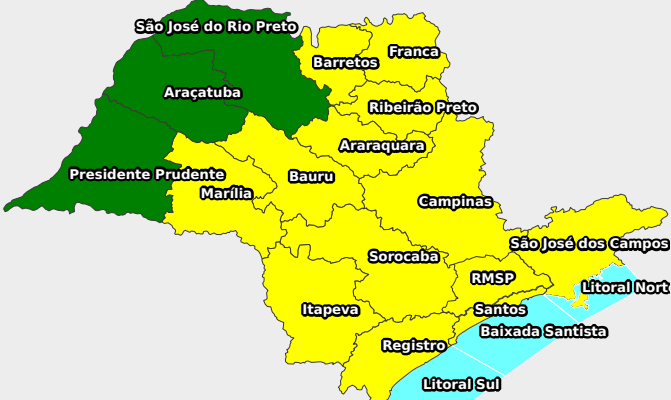 São José do Rio Preto
Franca
Barretos
Araçatuba
Ribeirão Preto
Araraquara
Presidente Prudente
Bauru
Marília
Campinas
São José dos Campos
Sorocaba
RMSP
Litoral Nort
Itapeva
Santos
Baixada Santista
Registro
Litoral Sul